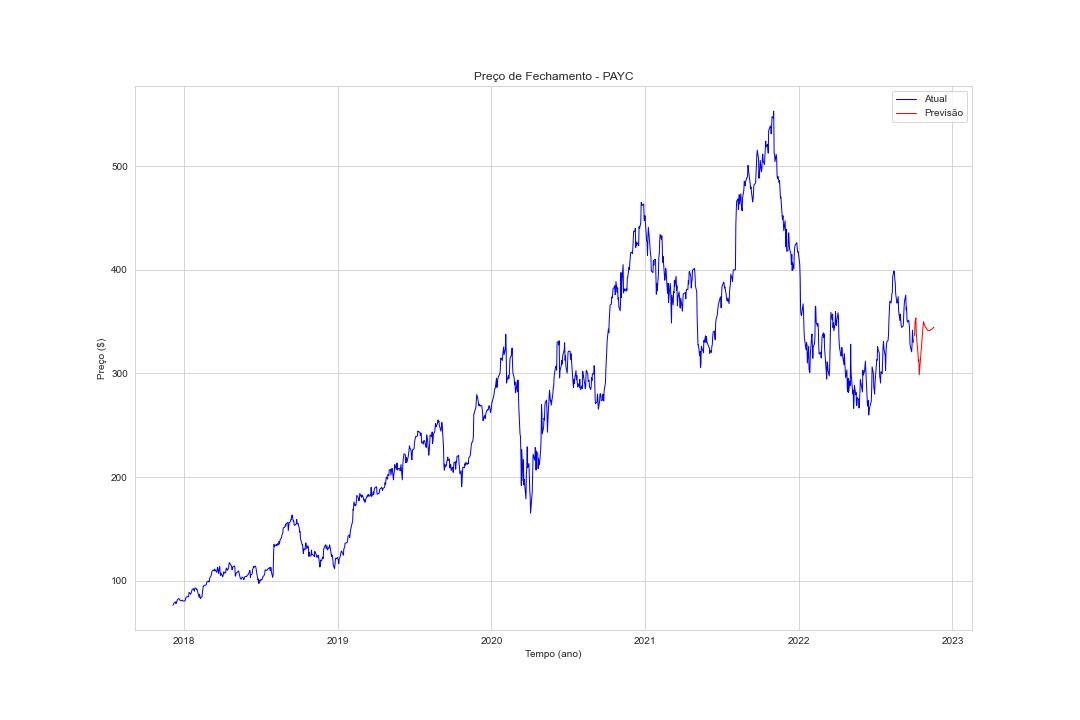 Preço de Fechamento - PAYC
Atual
Previsão
500
400
300
200
100
Preço ($)
2018 2019 2020 2021 2022 2023
Tempo (ano)